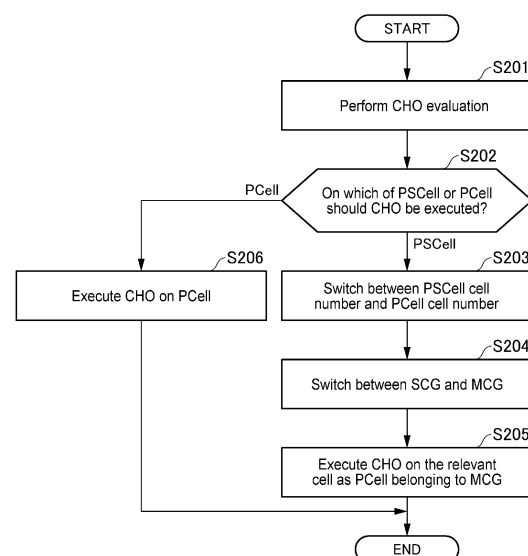 START
S201
Perform CHO evaluation
S202
PCell
On which of PSCell or PCell
should CHO be executed?
PSCell
S206
S203
Execute CHO on PCell
Switch between PSCell cell
number and PCell cell number
S204
Switch between SCG and MCG
S205
Execute CHO on the relevant
cell as PCell belonging to MCG
END